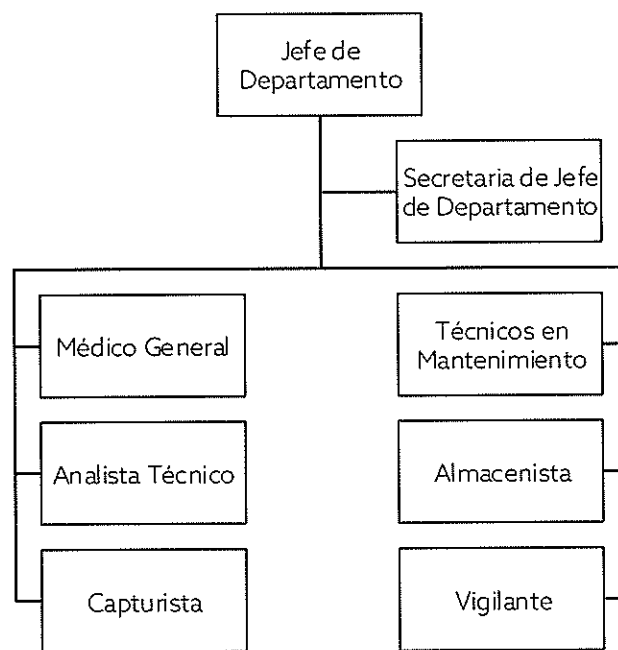 Jefe de
Departamento
Secretaria de Jefe
de Departamento
Médico General
Técnicos en
Mantenimiento
Analista Técnico
Almacenista
Capturista
Vigilante